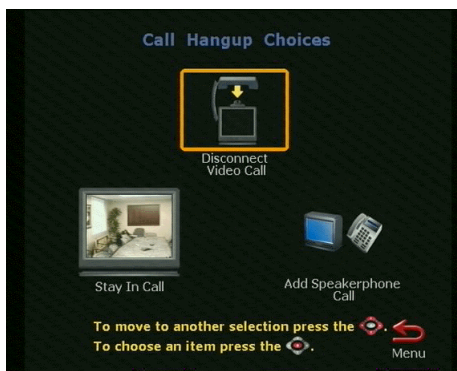 Call Hangup Choices
Disconnect
Video Call
Stay In Call
Add Speakerphone
Call
To move to another selection press the .
To choose an item press the .
Menu